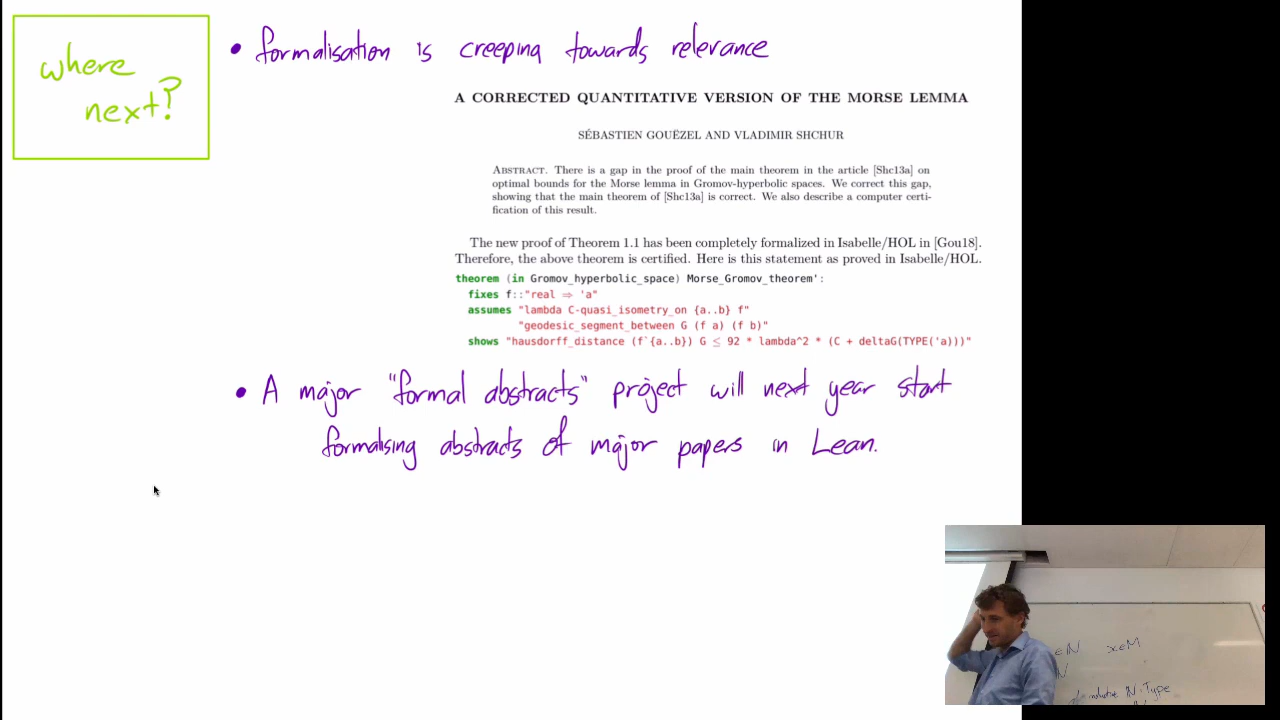 where
next?
• formalisation is creeping towards relevance
A CORRECTED QUANTITATIVE VERSION OF THE MORSE LEMMA
SÉBASTIEN GOUËZEL AND VLADIMIR SHCHUR
ABSTRACT. There is a gap in the proof of the main theorem in the article [Shc13a] on
optimal bounds for the Morse lemma in Gromov-hyperbolic spaces. We correct this gap,
showing that the main theorem of [Shc13a] is correct. We also describe a computer certi-
fication of this result.
The new proof of Theorem 1.1 has been completely formalized in Isabelle/HOL in [Gou18].
Therefore, the above theorem is certified. Here is this statement as proved in Isabelle/HOL.
theorem (in Gromov_hyperbolic_space) Morse_Gromov_theorem':
fixes f::"real ⇒ 'a"
assumes "lambda C-quasi_isometry_on {a..b} f"
"geodesic_segment_between G (f a) (f b)"
shows "hausdorff_distance (f`{a..b}) G ≤ 92 * lambda^2 * (C + deltaG(TYPE('a)))"
• A major "formal abstracts" project will next year start
formalising abstracts of major papers in Lean.
∈ℕ x∈M
ℕ
inductive ℕ:Type